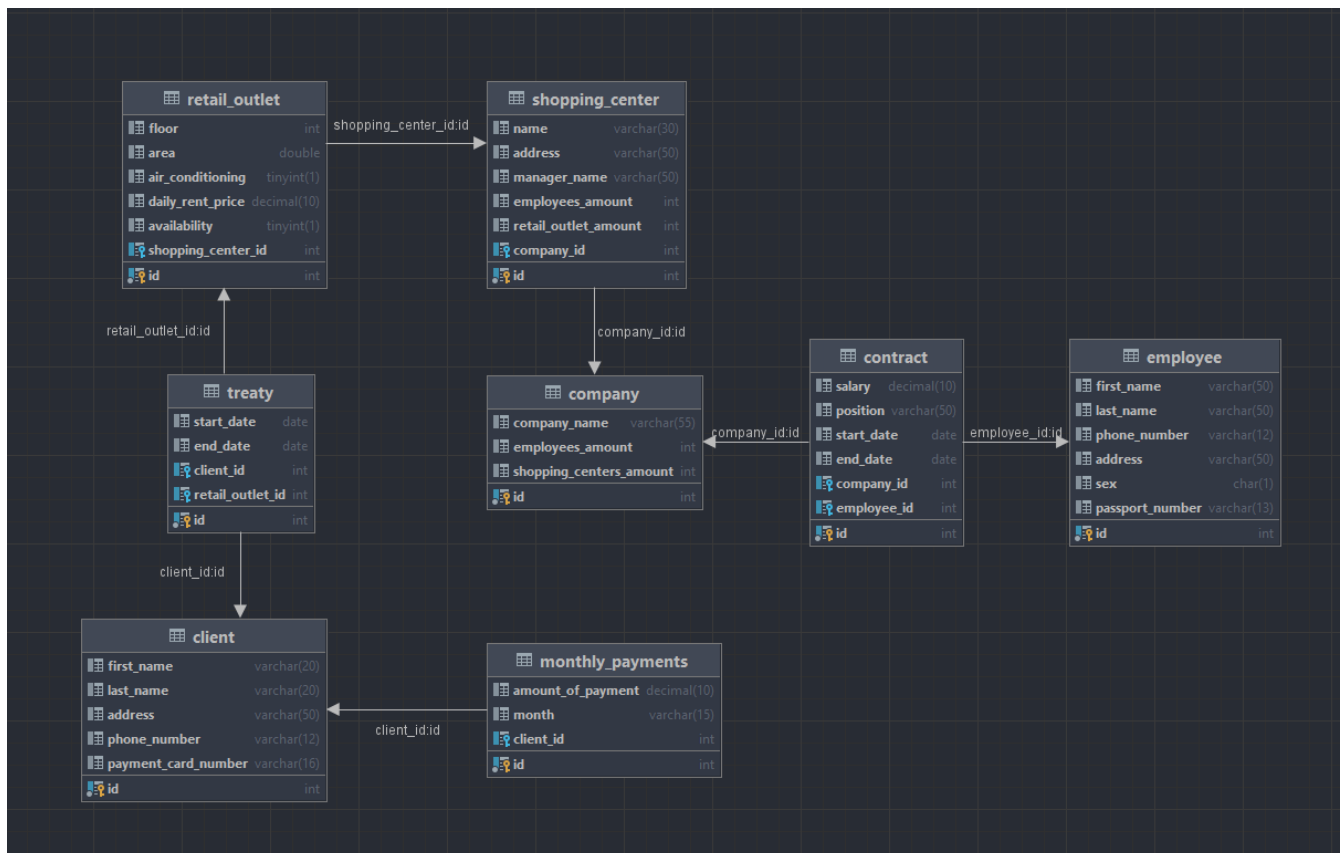 retail_outlet
floor int
area double
air_conditioning tinyint(1)
daily_rent_price decimal(10)
availability tinyint(1)
shopping_center_id int
id int
shopping_center_id:id
shopping_center
name varchar(30)
address varchar(50)
manager_name varchar(50)
employees_amount int
retail_outlet_amount int
company_id int
id int
retail_outlet_id:id
company_id:id
treaty
start_date date
end_date date
client_id int
retail_outlet_id int
id int
company
company_name varchar(55)
employees_amount int
shopping_centers_amount int
id int
company_id:id
contract
salary decimal(10)
position varchar(50)
start_date date
end_date date
company_id int
employee_id int
id int
employee_id:id
employee
first_name varchar(50)
last_name varchar(50)
phone_number varchar(12)
address varchar(50)
sex char(1)
passport_number varchar(13)
id int
client_id:id
client
first_name varchar(20)
last_name varchar(20)
address varchar(50)
phone_number varchar(12)
payment_card_number varchar(16)
id int
client_id:id
monthly_payments
amount_of_payment decimal(10)
month varchar(15)
client_id int
id int